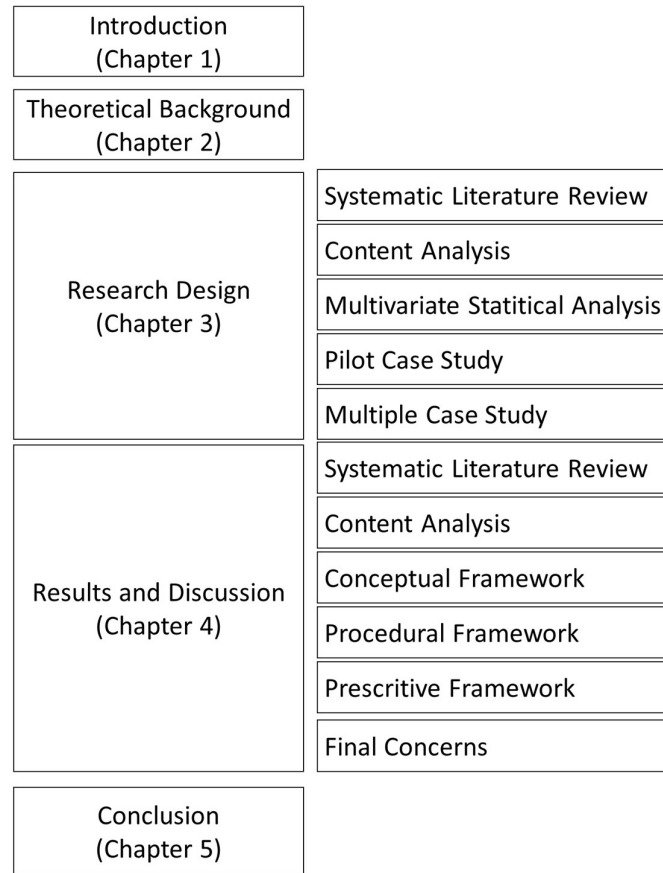 Introduction
(Chapter 1)
Theoretical Background
(Chapter 2)
Research Design
(Chapter 3)
Systematic Literature Review
Content Analysis
Multivariate Statitical Analysis
Pilot Case Study
Multiple Case Study
Results and Discussion
(Chapter 4)
Systematic Literature Review
Content Analysis
Conceptual Framework
Procedural Framework
Prescritive Framework
Final Concerns
Conclusion
(Chapter 5)